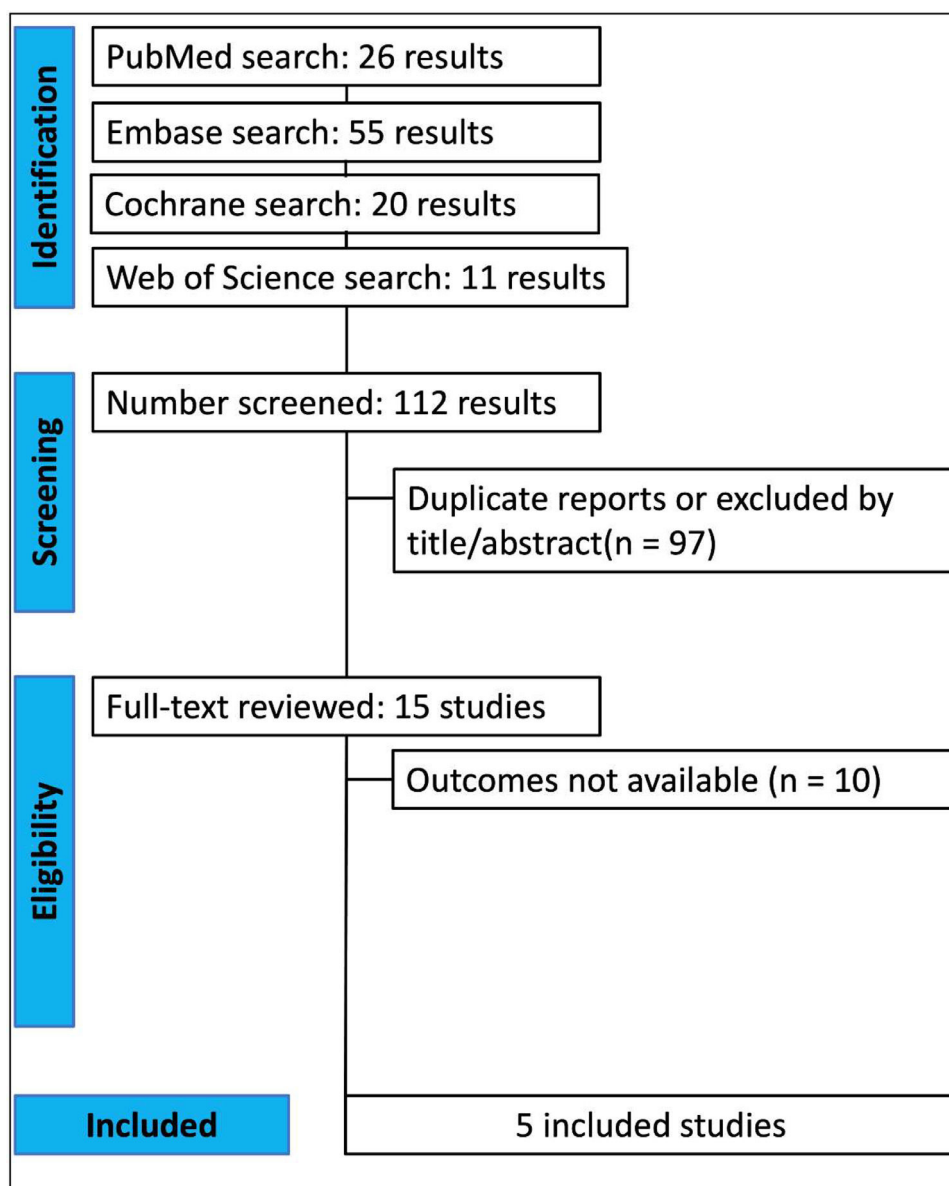 Identification
PubMed search: 26 results
Embase search: 55 results
Cochrane search: 20 results
Web of Science search: 11 results
Screening
Number screened: 112 results
Duplicate reports or excluded by
title/abstract(n = 97)
Eligibility
Full-text reviewed: 15 studies
Outcomes not available (n = 10)
Included
5 included studies